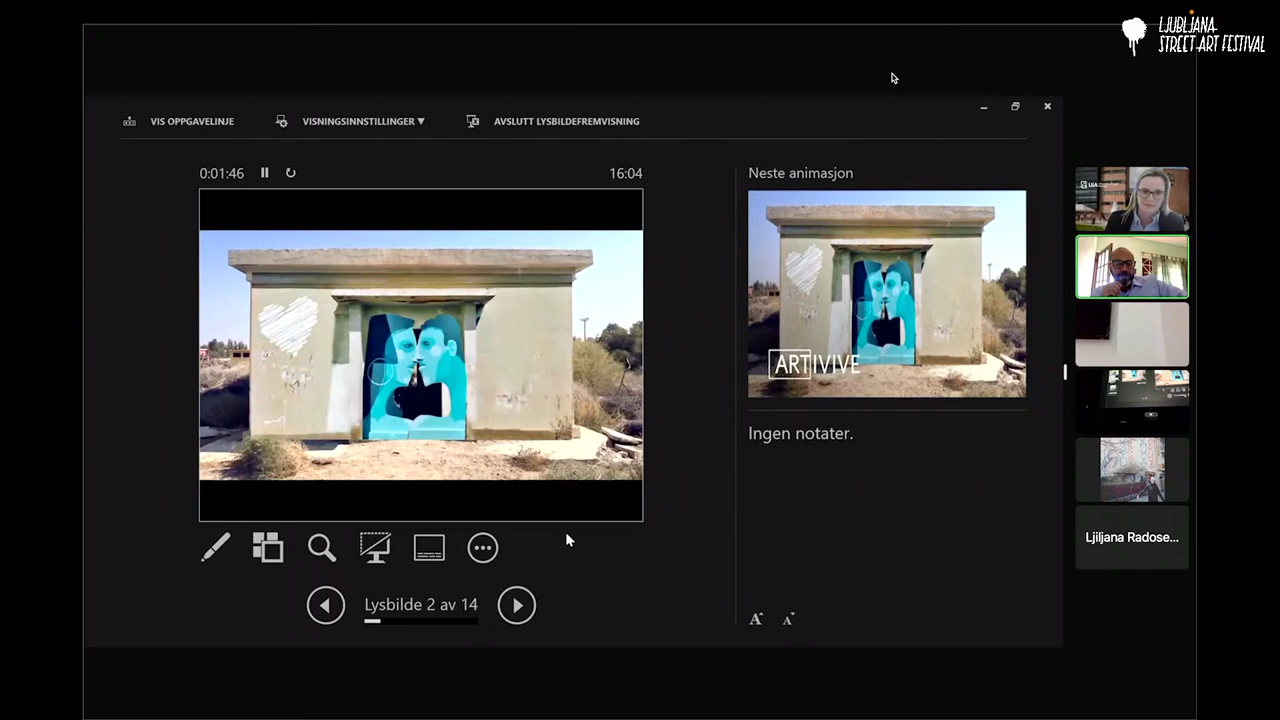 LJUBLJANA
STREET ART FESTIVAL
VIS OPPGAVELINJE
VISNINGSINNSTILLINGER ▼
AVSLUTT LYSBILDEFREMVISNING
0:01:46
16:04
Neste animasjon
ARTIVIVE
Ingen notater.
Lysbilde 2 av 14
A A
UiA
Ljiljana Radose...